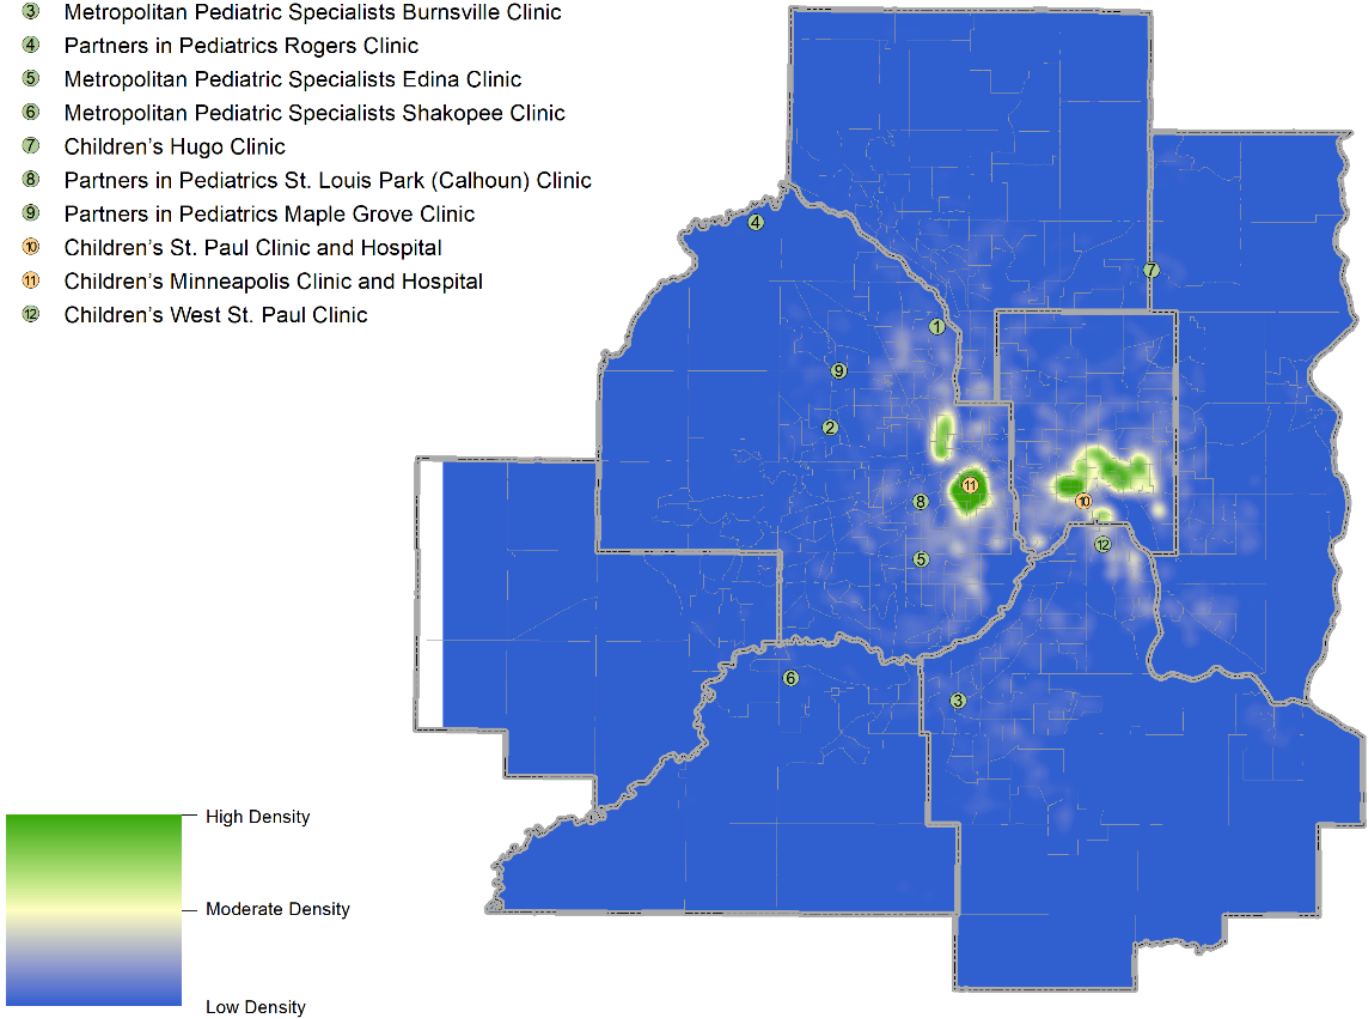 3 Metropolitan Pediatric Specialists Burnsville Clinic
4 Partners in Pediatrics Rogers Clinic
5 Metropolitan Pediatric Specialists Edina Clinic
6 Metropolitan Pediatric Specialists Shakopee Clinic
7 Children's Hugo Clinic
8 Partners in Pediatrics St. Louis Park (Calhoun) Clinic
9 Partners in Pediatrics Maple Grove Clinic
10 Children's St. Paul Clinic and Hospital
11 Children's Minneapolis Clinic and Hospital
12 Children's West St. Paul Clinic
4
7
1
9
2
11
8
10
12
5
6
3
High Density
Moderate Density
Low Density